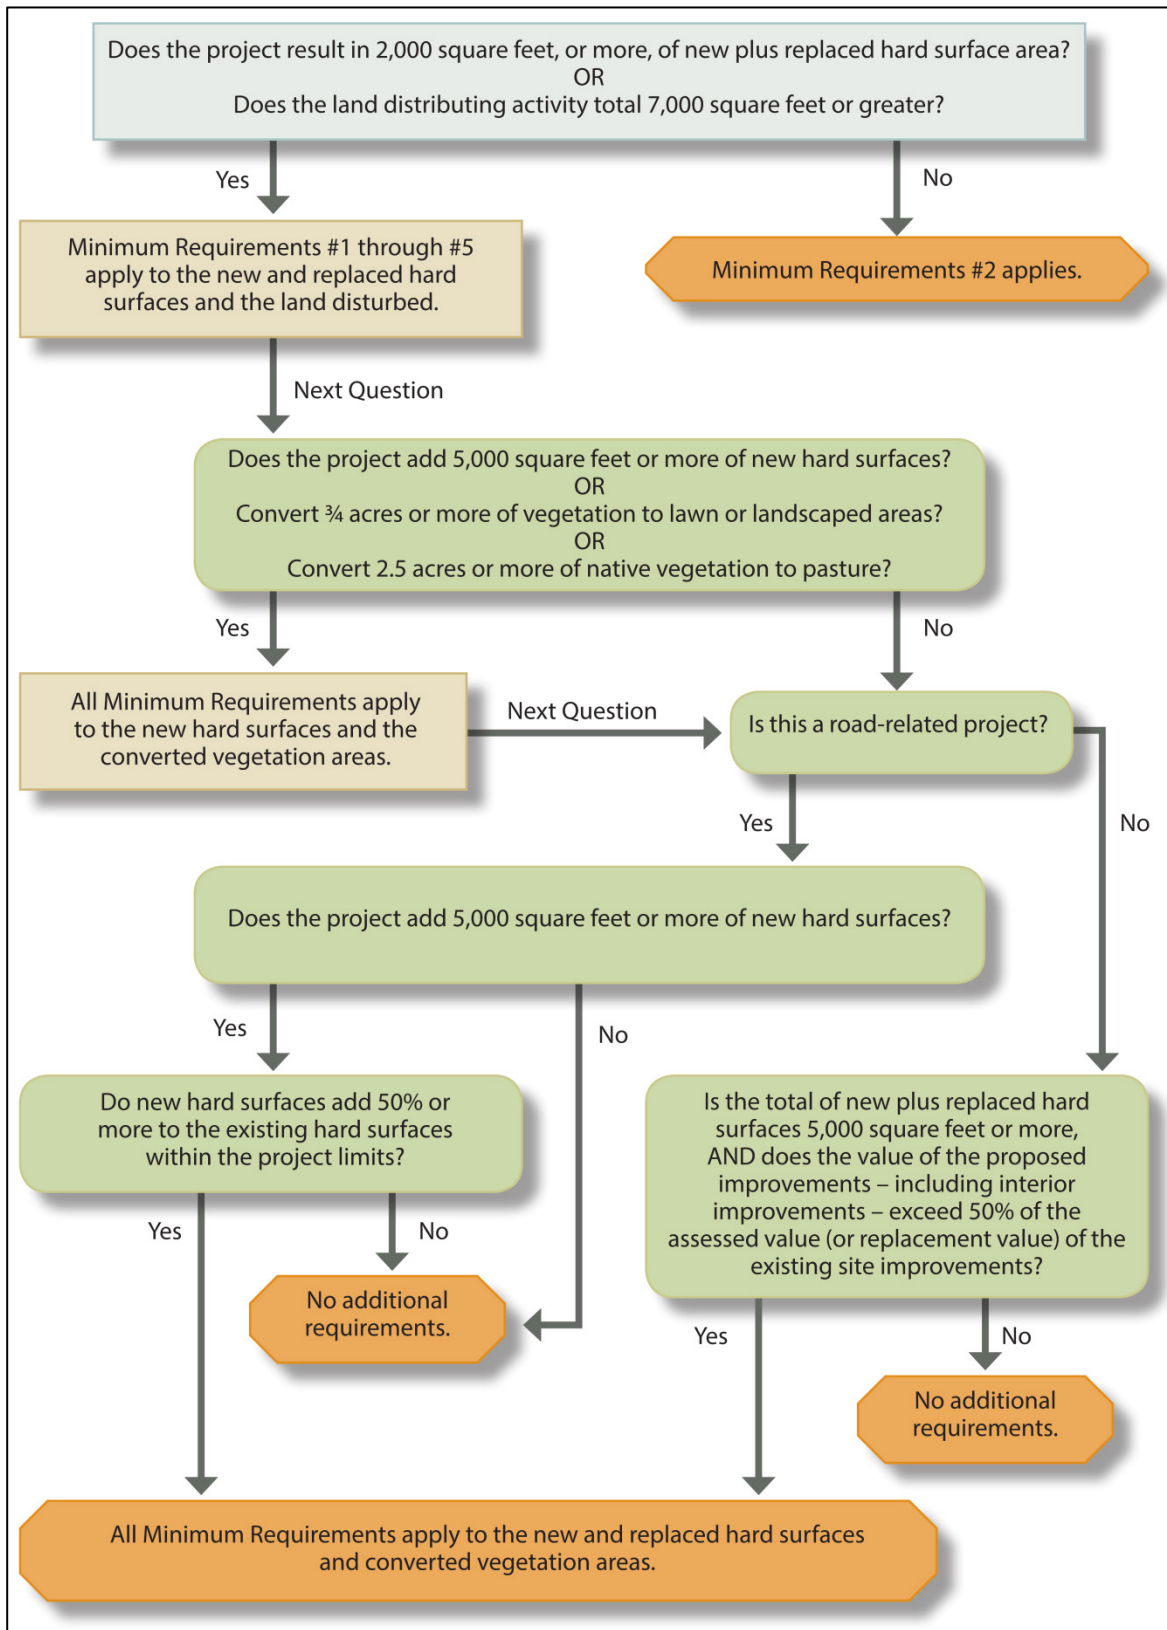 Does the project result in 2,000 square feet, or more, of new plus replaced hard surface area?
OR
Does the land distributing activity total 7,000 square feet or greater?
Yes
No
Minimum Requirements #1 through #5
apply to the new and replaced hard
surfaces and the land disturbed.
Minimum Requirements #2 applies.
Next Question
Does the project add 5,000 square feet or more of new hard surfaces?
OR
Convert ¾ acres or more of vegetation to lawn or landscaped areas?
OR
Convert 2.5 acres or more of native vegetation to pasture?
Yes
No
All Minimum Requirements apply
to the new hard surfaces and the
converted vegetation areas.
Next Question
Is this a road-related project?
Yes
No
Does the project add 5,000 square feet or more of new hard surfaces?
Yes
No
Do new hard surfaces add 50% or
more to the existing hard surfaces
within the project limits?
Is the total of new plus replaced hard
surfaces 5,000 square feet or more,
AND does the value of the proposed
improvements – including interior
improvements – exceed 50% of the
assessed value (or replacement value) of the
existing site improvements?
Yes
No
No additional
requirements.
Yes
No
No additional
requirements.
All Minimum Requirements apply to the new and replaced hard surfaces
and converted vegetation areas.